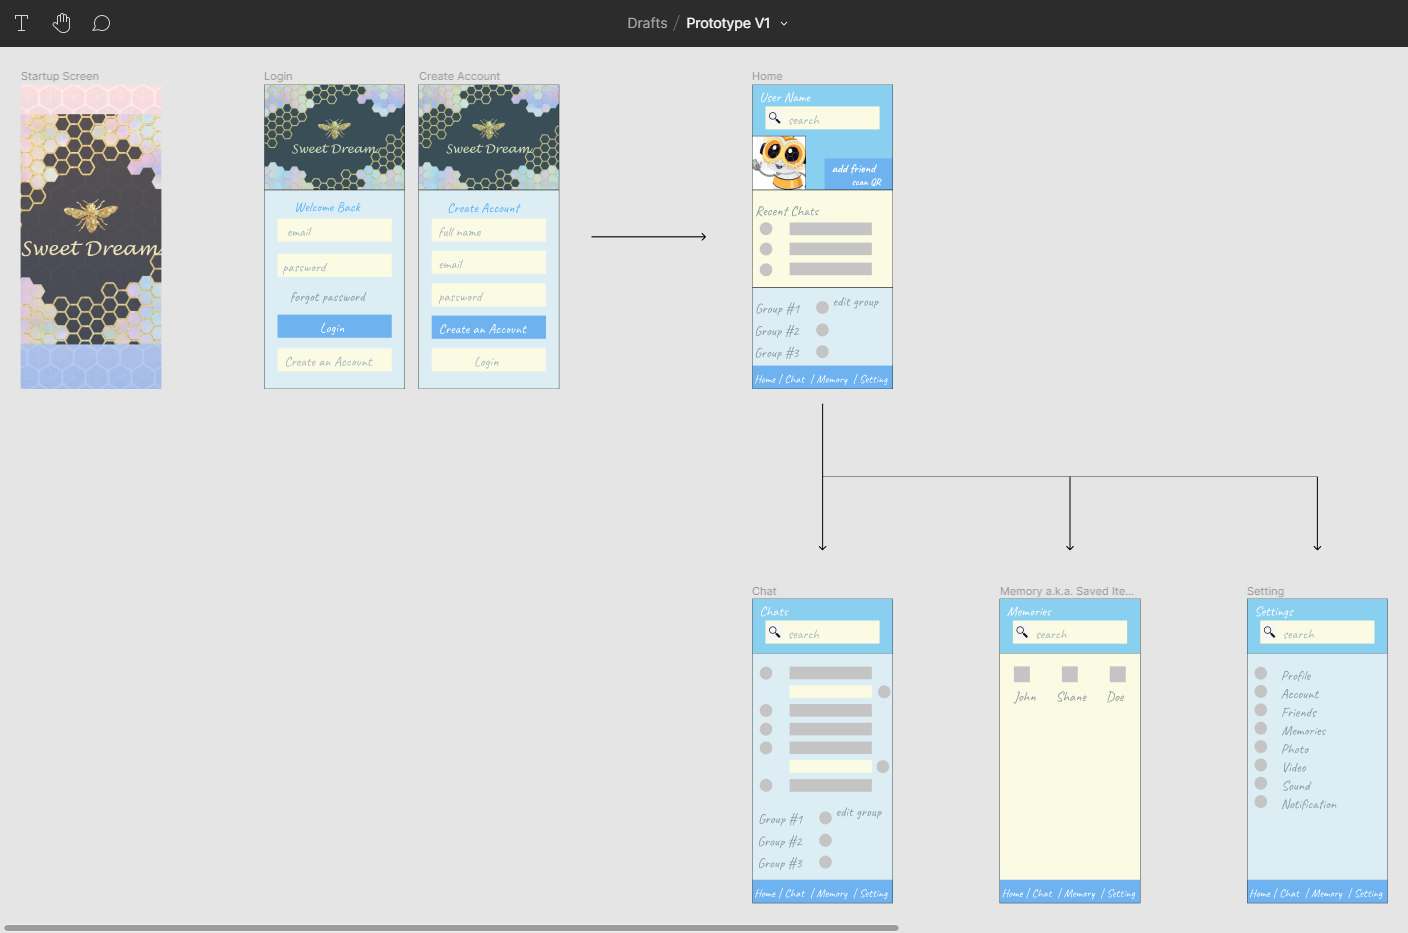 Drafts / Prototype V1
Startup Screen
Sweet Dream
Login
Sweet Dream
Welcome Back
email
password
forgot password
Login
Create an Account
Create Account
Sweet Dream
Create Account
full name
email
password
Create an Account
Login
Home
User Name
search
add friend
scan QR
Recent Chats
Group #1
edit group
Group #2
Group #3
Home / Chat / Memory / Setting
Chat
Chats
search
Group #1
edit group
Group #2
Group #3
Home / Chat / Memory / Setting
Memory a.k.a. Saved Ite...
Memories
search
John Shane Doe
Home / Chat / Memory / Setting
Setting
Settings
search
Profile
Account
Friends
Memories
Photo
Video
Sound
Notification
Home / Chat / Memory / Setting